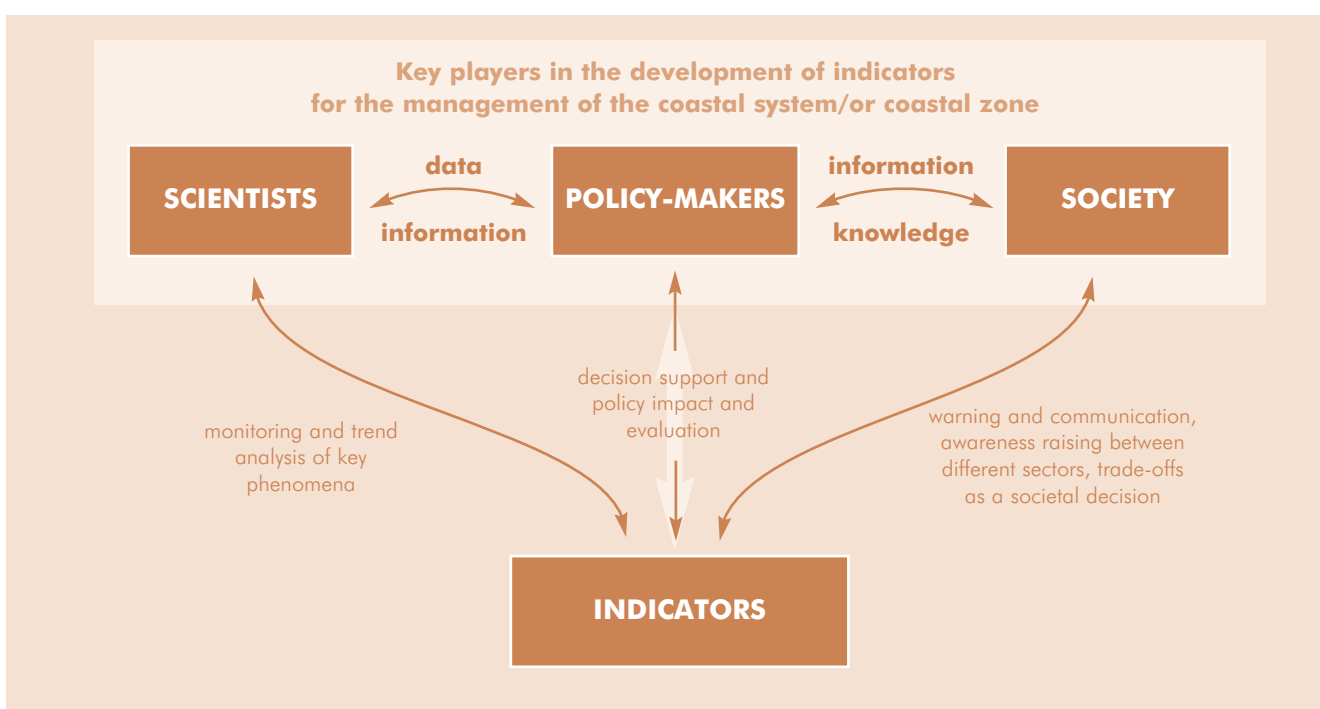 Key players in the development of indicators
for the management of the coastal system/or coastal zone
SCIENTISTS
data
information
POLICY-MAKERS
information
knowledge
SOCIETY
monitoring and trend
analysis of key
phenomena
decision support and
policy impact and
evaluation
warning and communication,
awareness raising between
different sectors, trade-offs
as a societal decision
INDICATORS